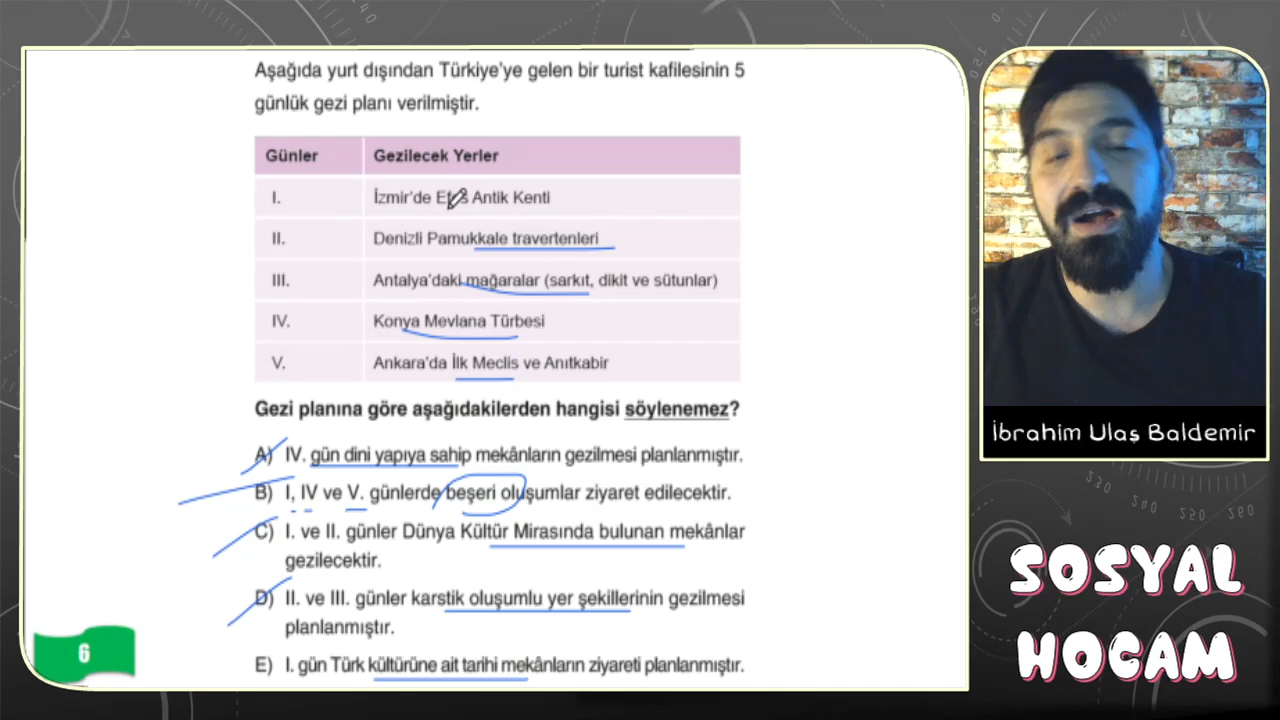 Aşağıda yurt dışından Türkiye'ye gelen bir turist kafilesinin 5
günlük gezi planı verilmiştir.
Günler Gezilecek Yerler
I. İzmir'de Antik Kenti
II. Denizli Pamukkale travertenleri
III. Antalya'daki mağaralar (sarkıt, dikit ve sütunlar)
IV. Konya Mevlana Türbesi
V. Ankara'da İlk Meclis ve Anıtkabir
Gezi planına göre aşağıdakilerden hangisi söylenemez?
A) IV. gün dini yapıya sahip mekânların gezilmesi planlanmıştır.
B) I, IV ve V. günlerde beşeri oluşumlar ziyaret edilecektir.
C) I. ve II. günler Dünya Kültür Mirasında bulunan mekânlar
gezilecektir.
D) II. ve III. günler karstik oluşumlu yer şekillerinin gezilmesi
planlanmıştır.
E) I. gün Türk kültürüne ait tarihi mekânların ziyareti planlanmıştır.
6
İbrahim Ulaş Baldemir
240 230 240 250 260
SOSYAL
HOCAM